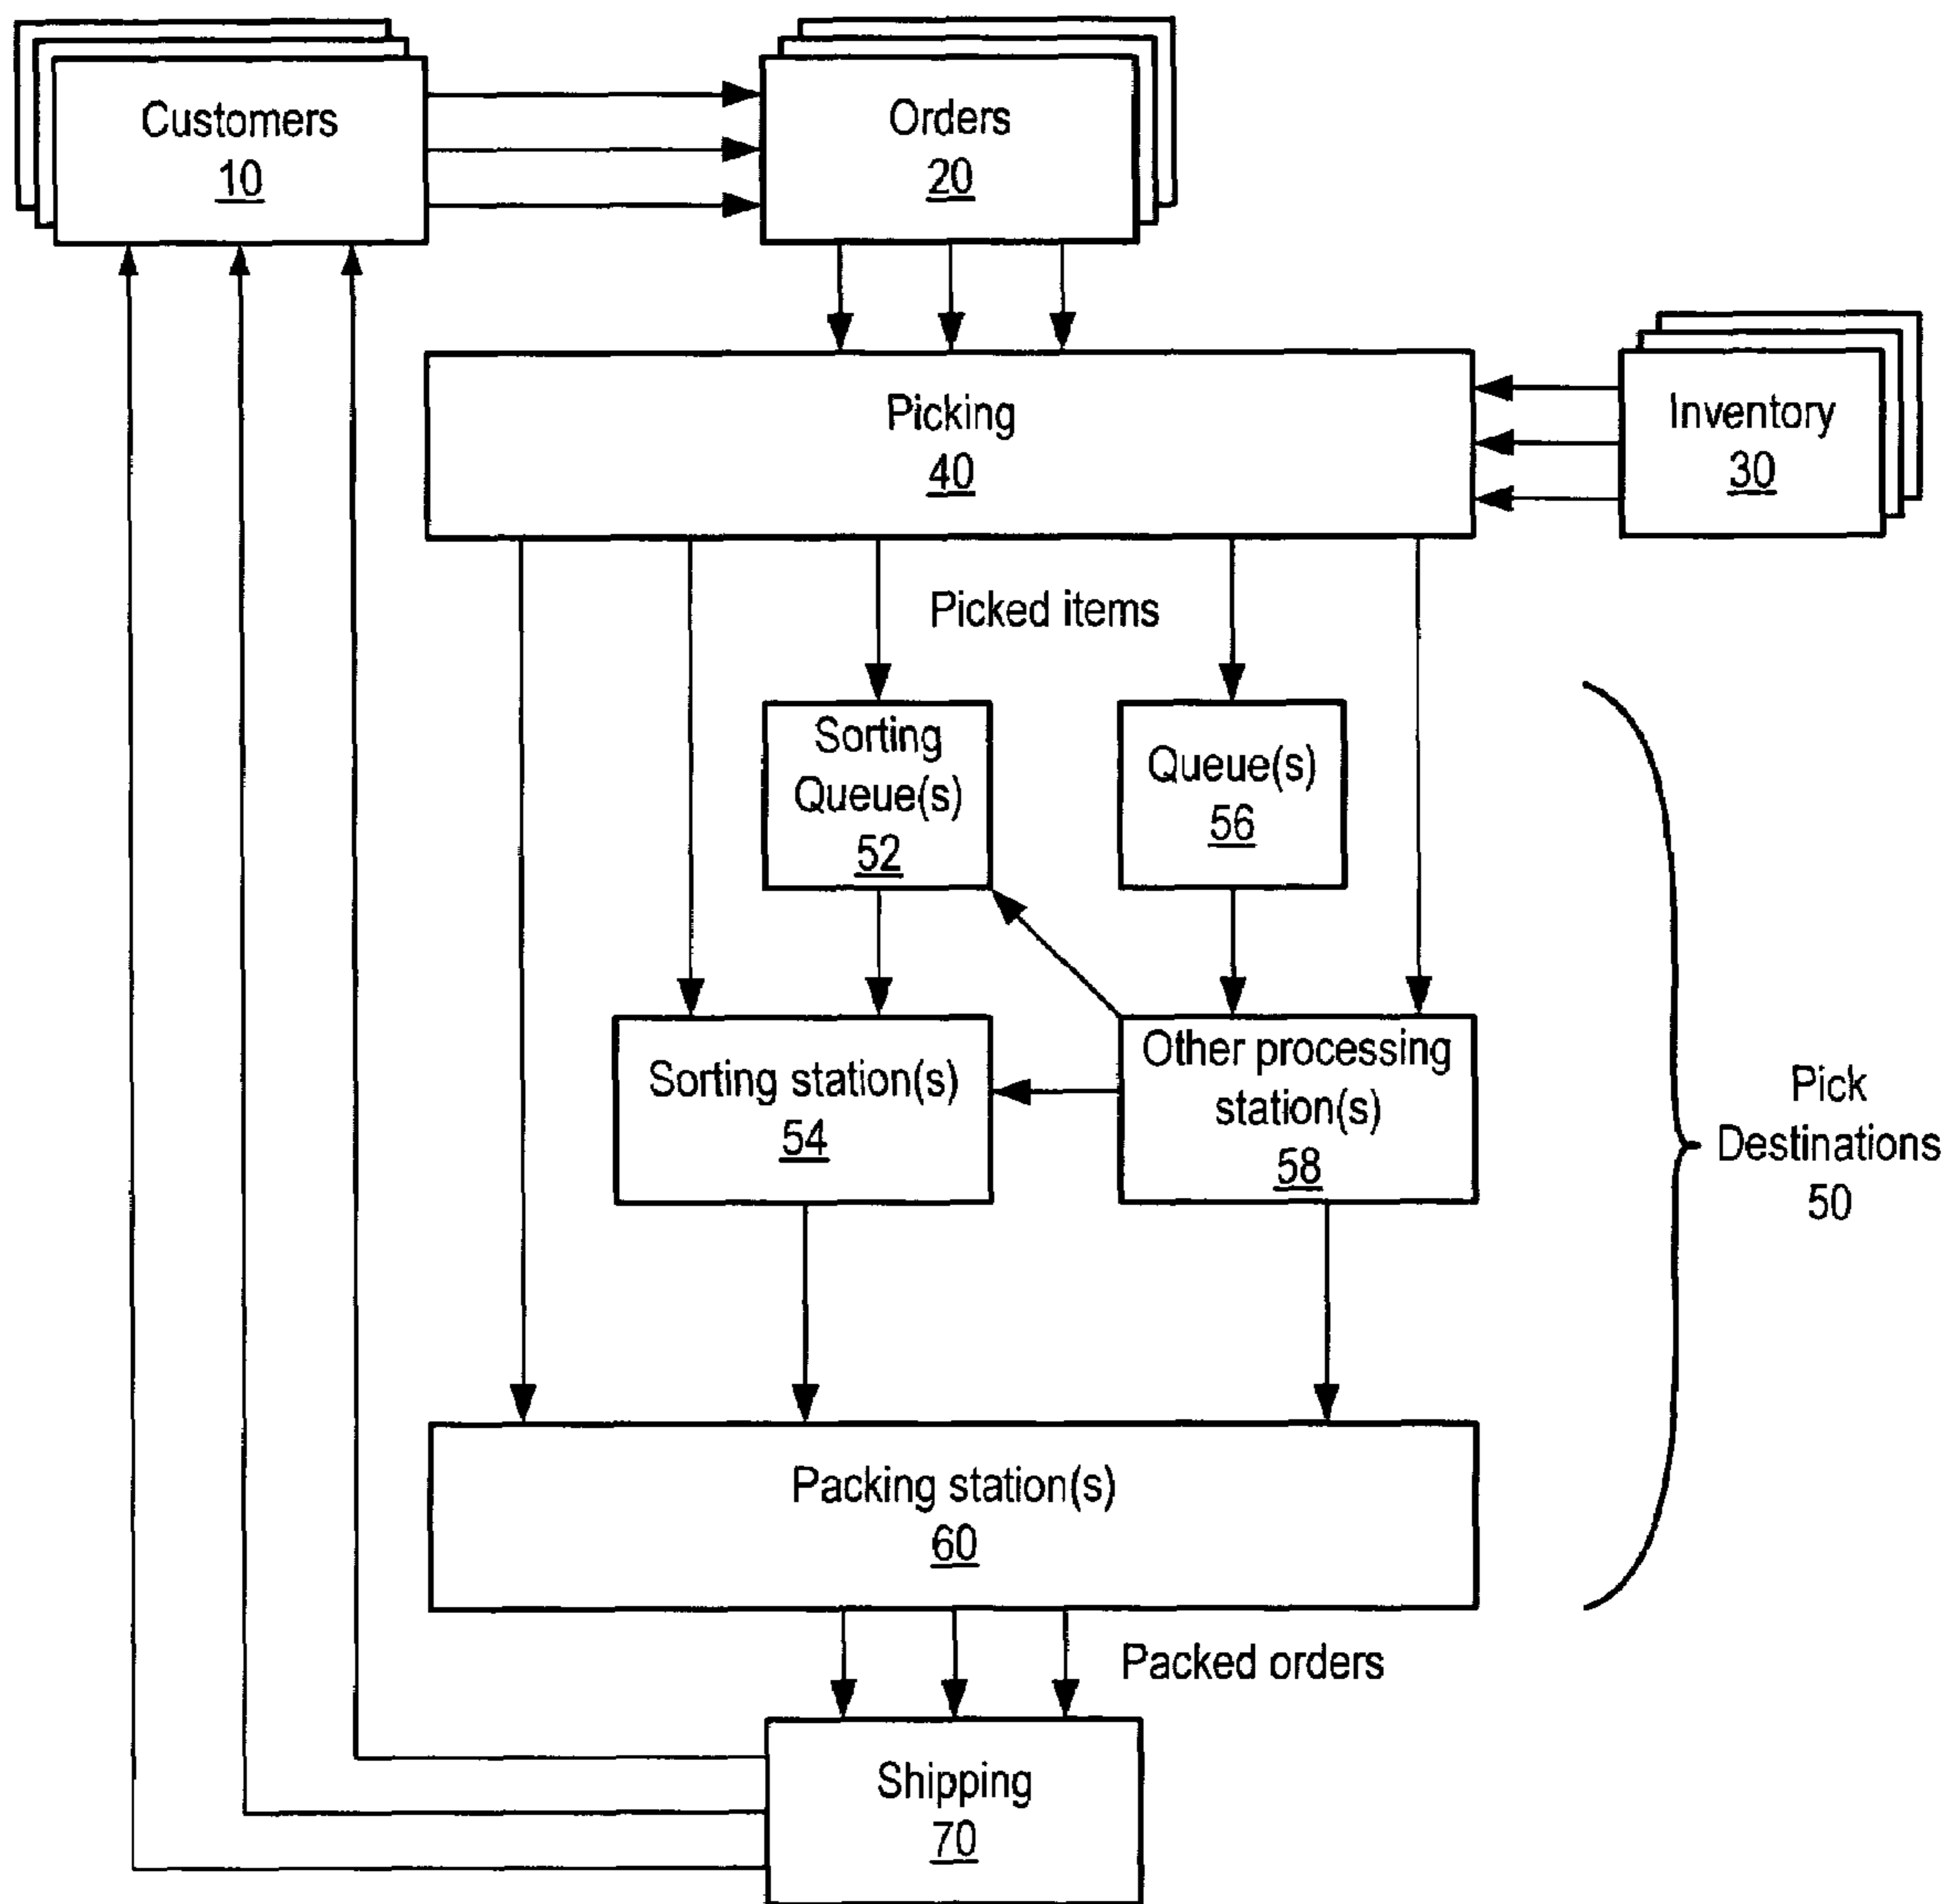 Customers
10
Orders
20
Picking
40
Inventory
30
Picked items
Sorting
Queue(s)
52
Queue(s)
56
Sorting station(s)
54
Other processing
station(s)
58
Pick
Destinations
50
Packing station(s)
60
Packed orders
Shipping
70